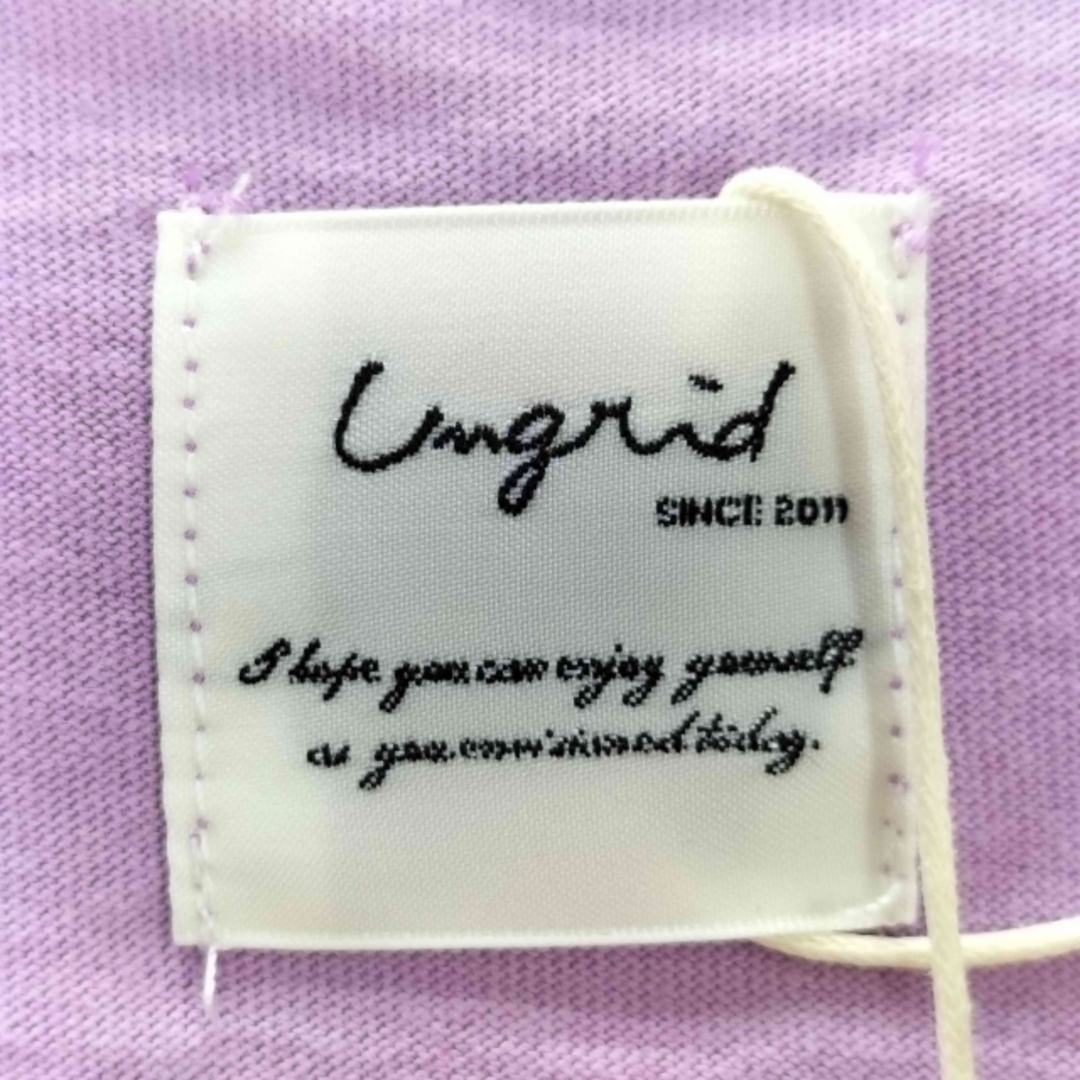 Ungrid
SINCE 2011
I hope you can enjoy yourself
as you envisioned today.